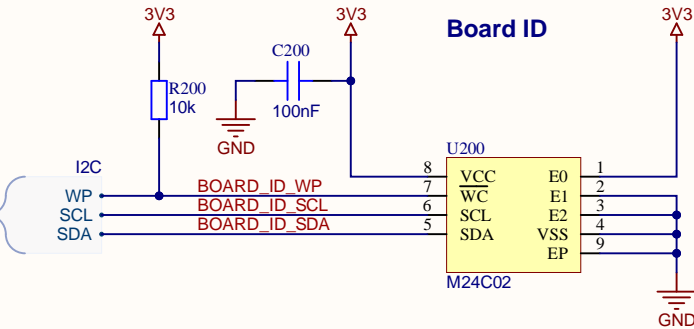 3V3
3V3
3V3
Board ID
C200
R200
10k
100nF
GND
U200
I2C
8
VCC
E0
1
WP
BOARD_ID_WP
7
WC
E1
2
SCL
BOARD_ID_SCL
6
SCL
E2
3
SDA
BOARD_ID_SDA
5
SDA
VSS
4
EP
9
M24C02
GND